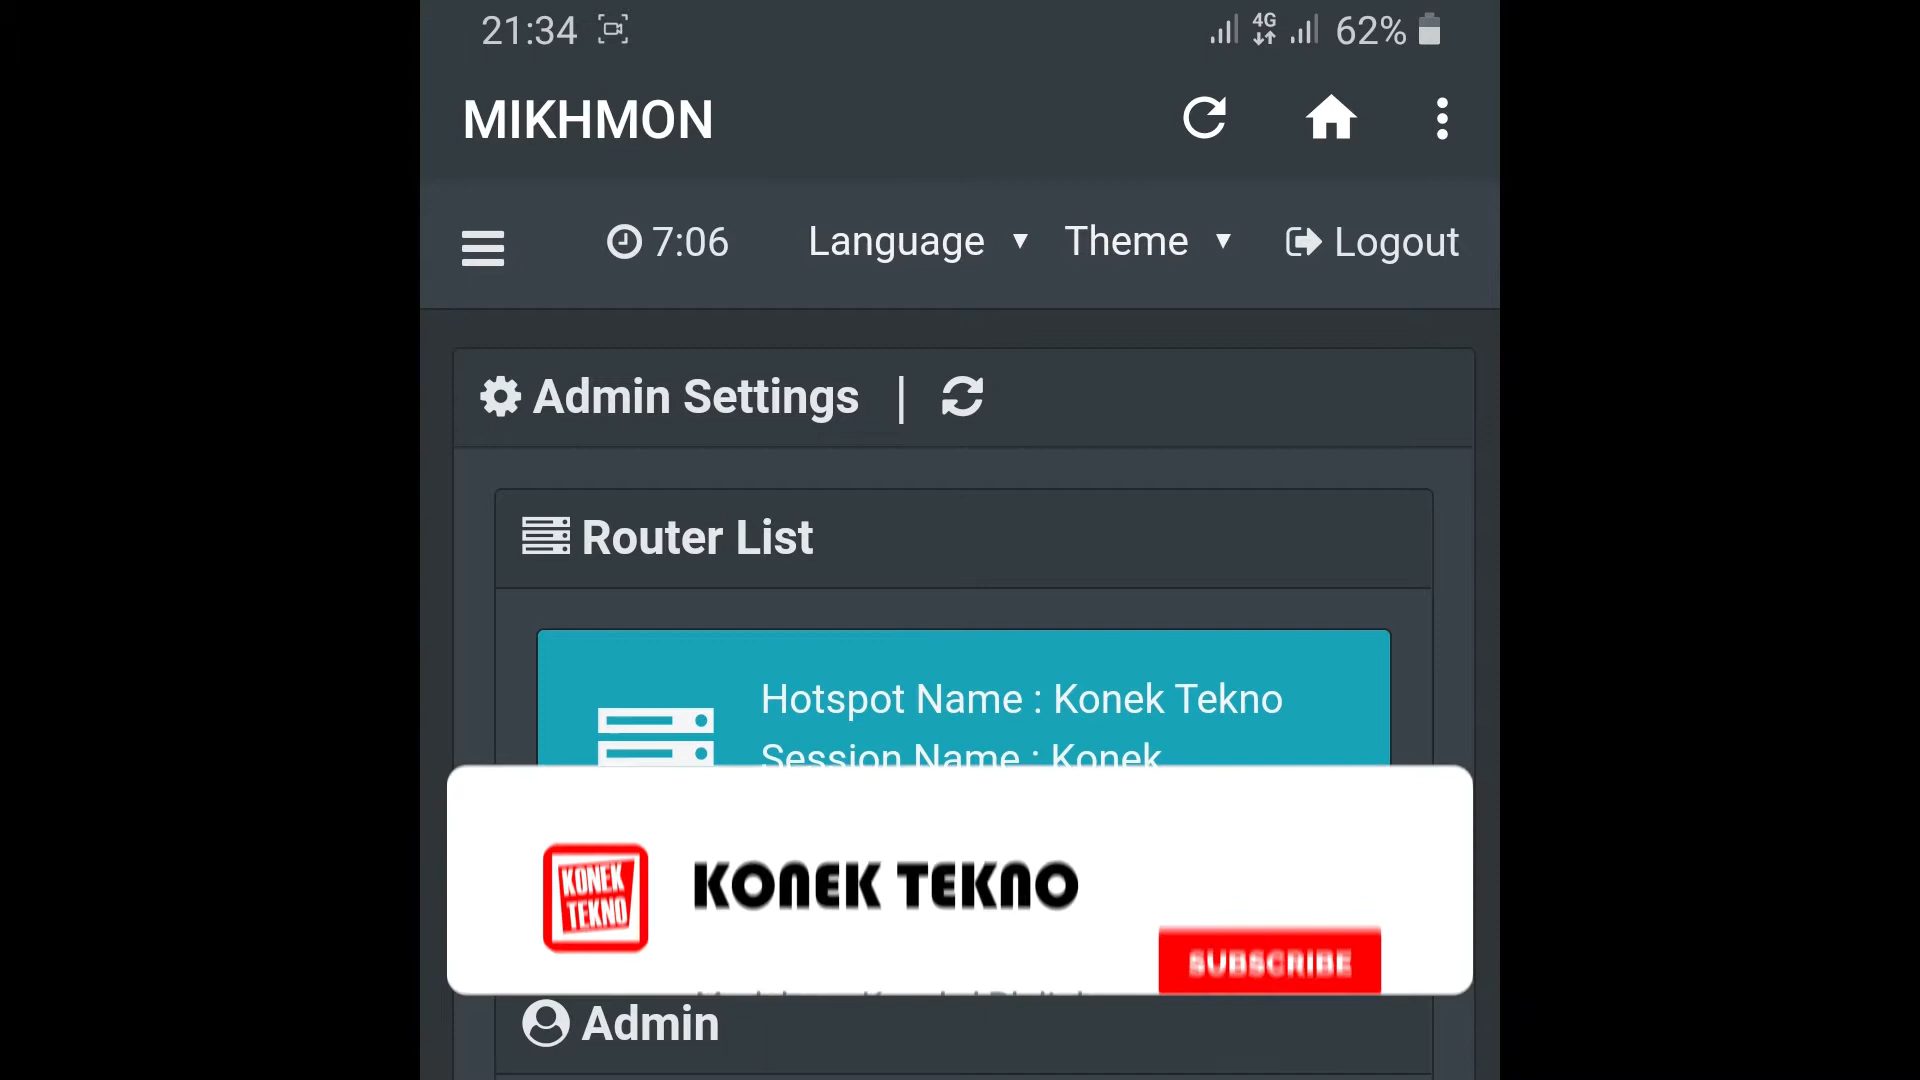 21:34 4G 62%
MIKHMON
7:06 Language Theme Logout
Admin Settings |
Router List
Hotspot Name : Konek Tekno
Session Name : Konek
KONEK
TEKNO
KONEK TEKNO
SUBSCRIBE
Admin